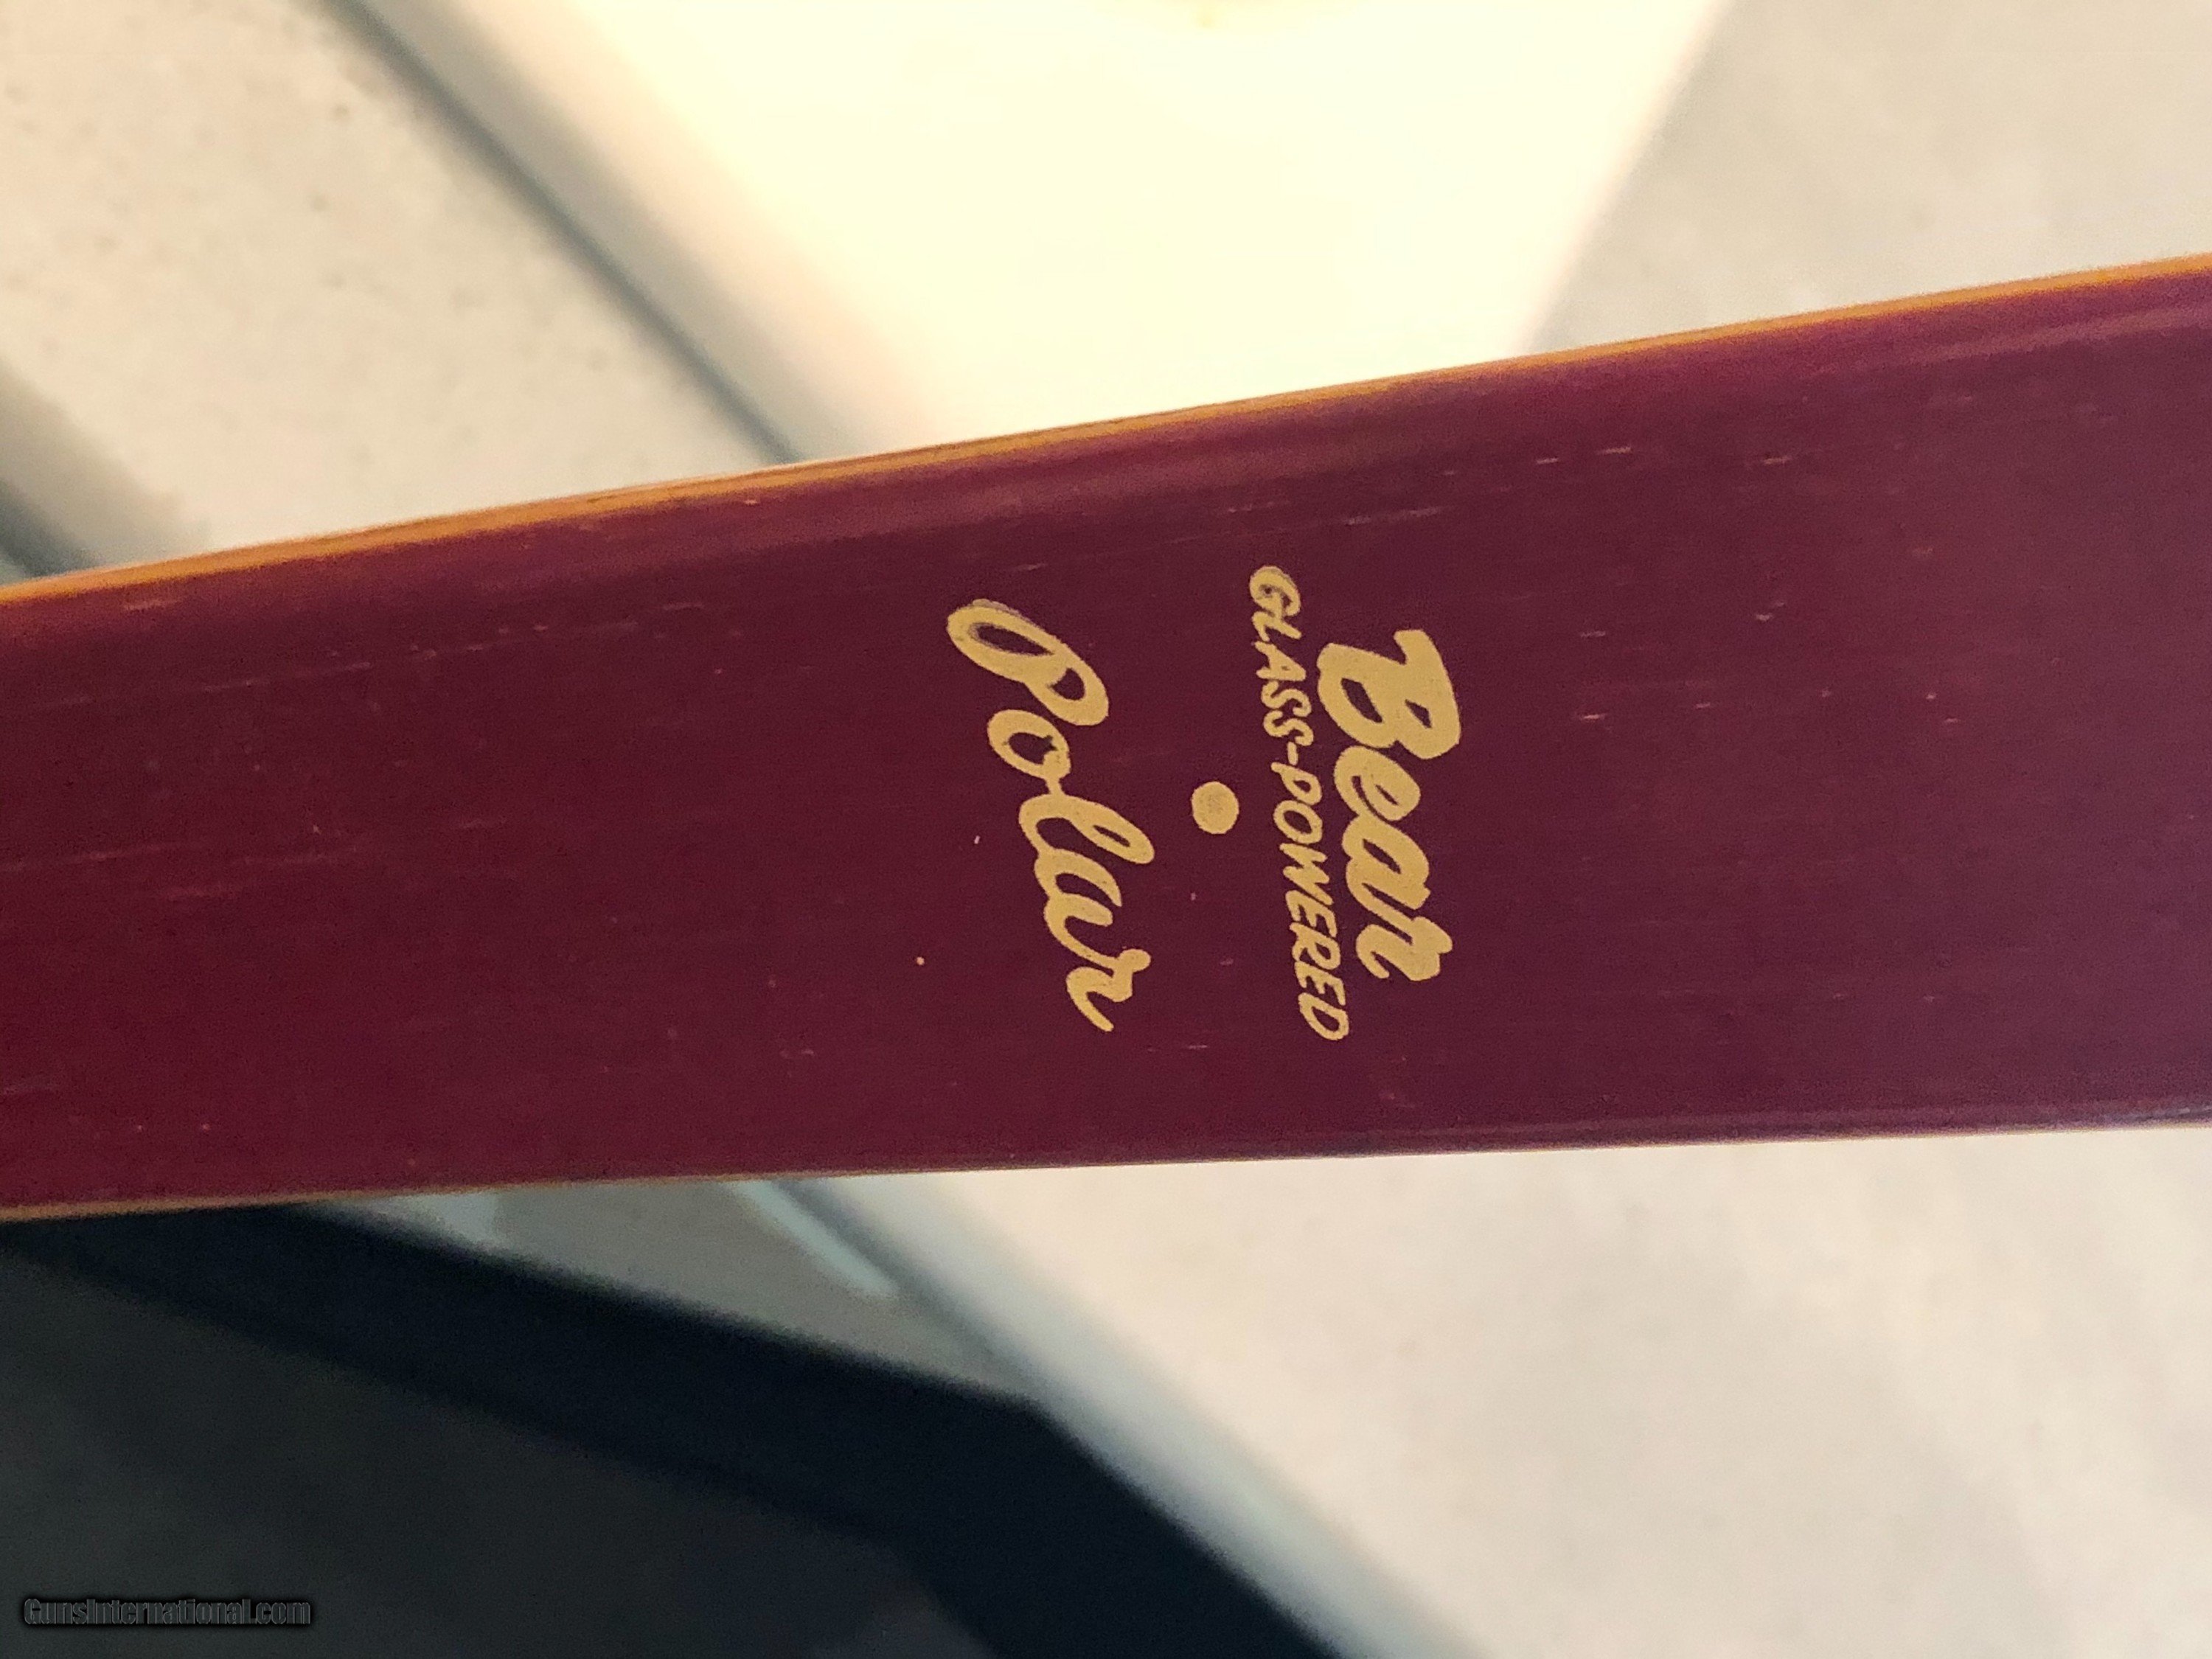 Bear
GLASS-POWERED
Polar
GunsInternational.com